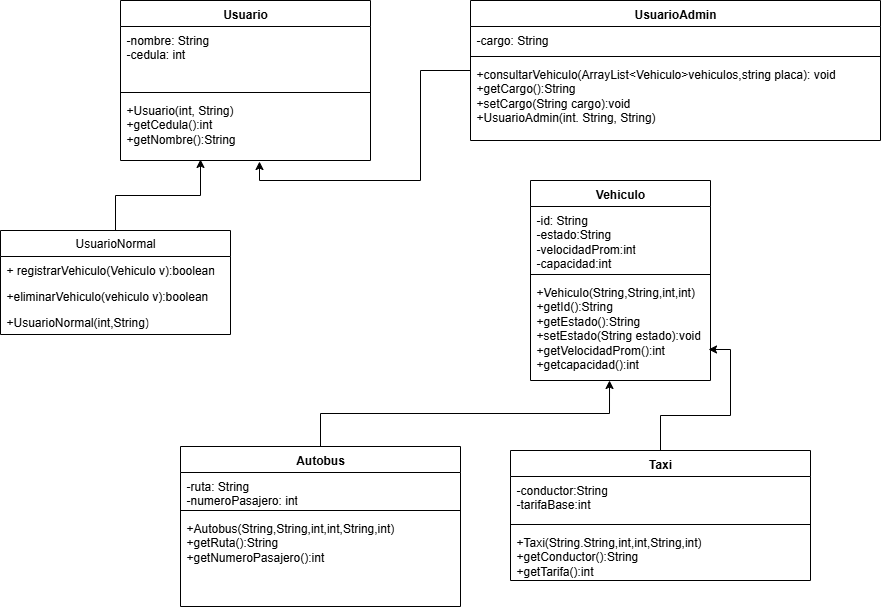 Usuario
-nombre: String
-cedula: int
+Usuario(int, String)
+getCedula():int
+getNombre():String
UsuarioAdmin
-cargo: String
+consultarVehiculo(ArrayList<Vehiculo>vehiculos,string placa): void
+getCargo():String
+setCargo(String cargo):void
+UsuarioAdmin(int. String, String)
UsuarioNormal
+ registrarVehiculo(Vehiculo v):boolean
+eliminarVehiculo(vehiculo v):boolean
+UsuarioNormal(int,String)
Vehiculo
-id: String
-estado:String
-velocidadProm:int
-capacidad:int
+Vehiculo(String,String,int,int)
+getId():String
+getEstado():String
+setEstado(String estado):void
+getVelocidadProm():int
+getcapacidad():int
Autobus
-ruta: String
-numeroPasajero: int
+Autobus(String,String,int,int,String,int)
+getRuta():String
+getNumeroPasajero():int
Taxi
-conductor:String
-tarifaBase:int
+Taxi(String.String,int,int,String,int)
+getConductor():String
+getTarifa():int